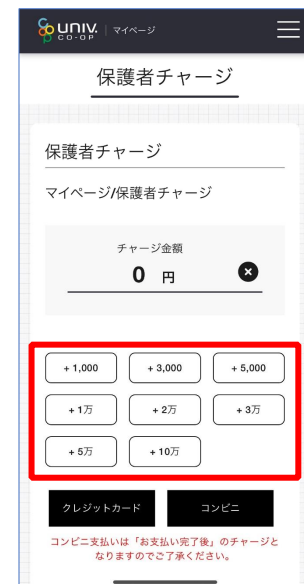 UNIV.
CO-OP
マイページ
保護者チャージ
保護者チャージ
マイページ/保護者チャージ
チャージ金額
0 円
+ 1,000
+ 3,000
+ 5,000
+ 1万
+ 2万
+ 3万
+ 5万
+ 10万
クレジットカード
コンビニ
コンビニ支払いは「お支払い完了後」のチャージと
なりますのでご了承ください。